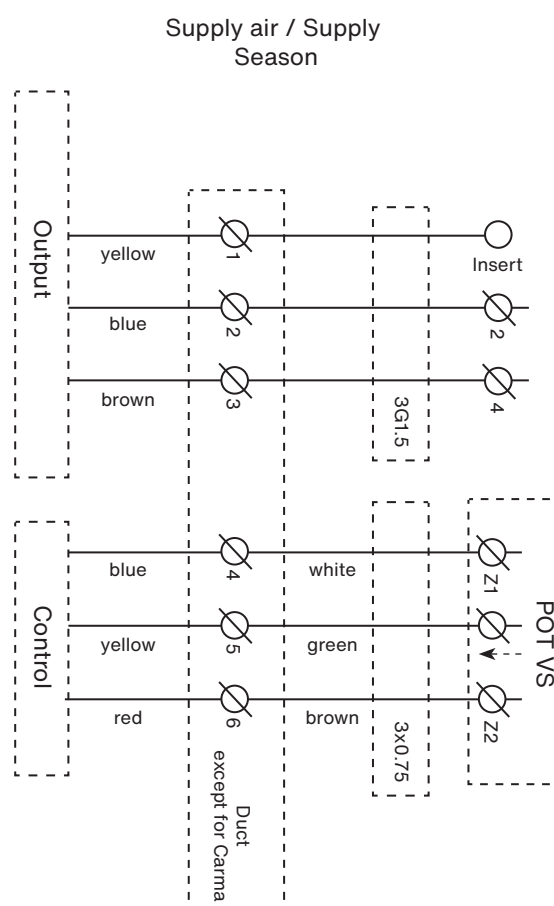 Supply air / Supply
Season
Output
yellow
1
Insert
blue
2
2
brown
3
3G1.5
4
Control
blue
4
white
Z1
yellow
5
green
POT VS
red
6
brown
3x0.75
Z2
Duct
except for Carma